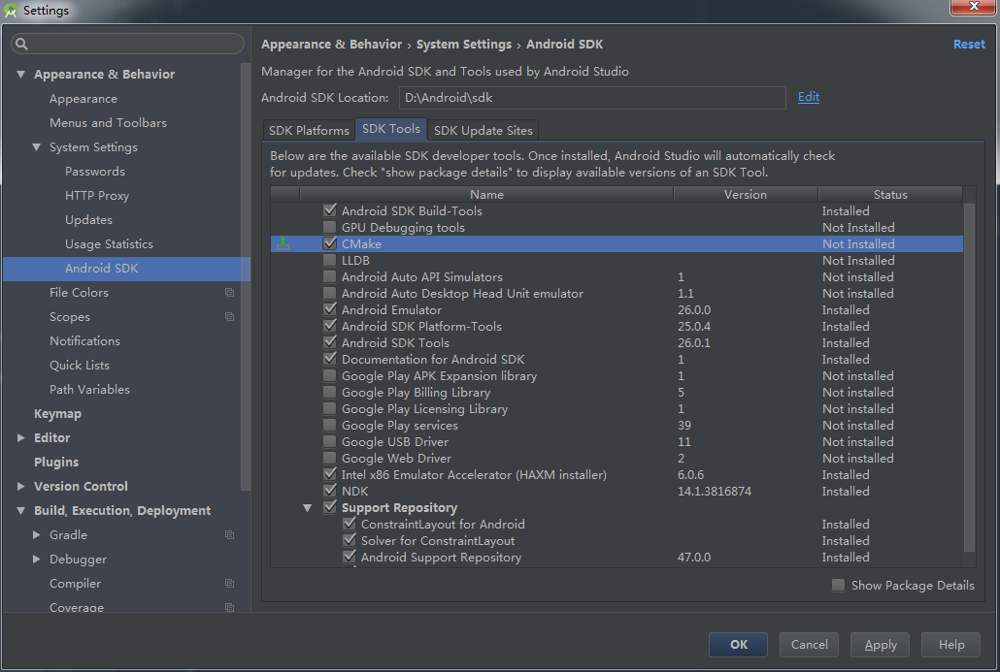 Settings
Appearance & Behavior
Appearance
Menus and Toolbars
System Settings
Passwords
HTTP Proxy
Updates
Usage Statistics
Android SDK
File Colors
Scopes
Notifications
Quick Lists
Path Variables
Keymap
Editor
Plugins
Version Control
Build, Execution, Deployment
Gradle
Debugger
Compiler
Coverage
Appearance & Behavior › System Settings › Android SDK
Reset
Manager for the Android SDK and Tools used by Android Studio
Android SDK Location: D:\Android\sdk Edit
SDK Platforms SDK Tools SDK Update Sites
Below are the available SDK developer tools. Once installed, Android Studio will automatically check
for updates. Check "show package details" to display available versions of an SDK Tool.
Name Version Status
Android SDK Build-Tools Installed
GPU Debugging tools Not Installed
CMake Not Installed
LLDB Not Installed
Android Auto API Simulators 1 Not installed
Android Auto Desktop Head Unit emulator 1.1 Not installed
Android Emulator 26.0.0 Installed
Android SDK Platform-Tools 25.0.4 Installed
Android SDK Tools 26.0.1 Installed
Documentation for Android SDK 1 Installed
Google Play APK Expansion library 1 Not installed
Google Play Billing Library 5 Not installed
Google Play Licensing Library 1 Not installed
Google Play services 39 Not installed
Google USB Driver 11 Not installed
Google Web Driver 2 Not installed
Intel x86 Emulator Accelerator (HAXM installer) 6.0.6 Installed
NDK 14.1.3816874 Installed
Support Repository
ConstraintLayout for Android Installed
Solver for ConstraintLayout Installed
Android Support Repository 47.0.0 Installed
Show Package Details
OK Cancel Apply Help